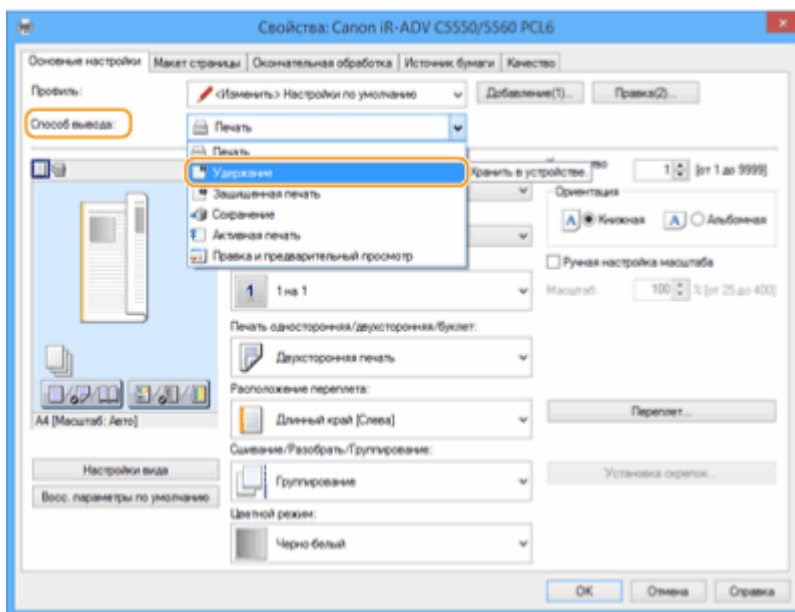 Свойства: Canon iR-ADV C5550/5560 PCL6
Основные настройки Макет страницы Окончательная обработка Источник бумаги Качество
Профиль: <Изменить> Настройки по умолчанию Добавление(1)... Правка(2)...
Способ вывода: Печать
Печать
Удержание Хранить в устройстве. 1 [от 1 до 9999]
Защищенная печать Ориентация
Сохранение A Книжная A Альбомная
Активная печать
Правка и предварительный просмотр Ручная настройка масштаба
1 1 на 1 Масштаб: 100 % [от 25 до 400]
Печать односторонняя/двухсторонняя/буклет:
Двухсторонняя печать
Расположение переплета:
A4 [Масштаб: Авто] Длинный край [Слева] Переплет...
Сшивание/Разобрать/Группирование:
Настройки вида Группирование Установка скрепок...
Восс. параметры по умолчанию
Цветной режим:
Черно-белый
OK Отмена Справка